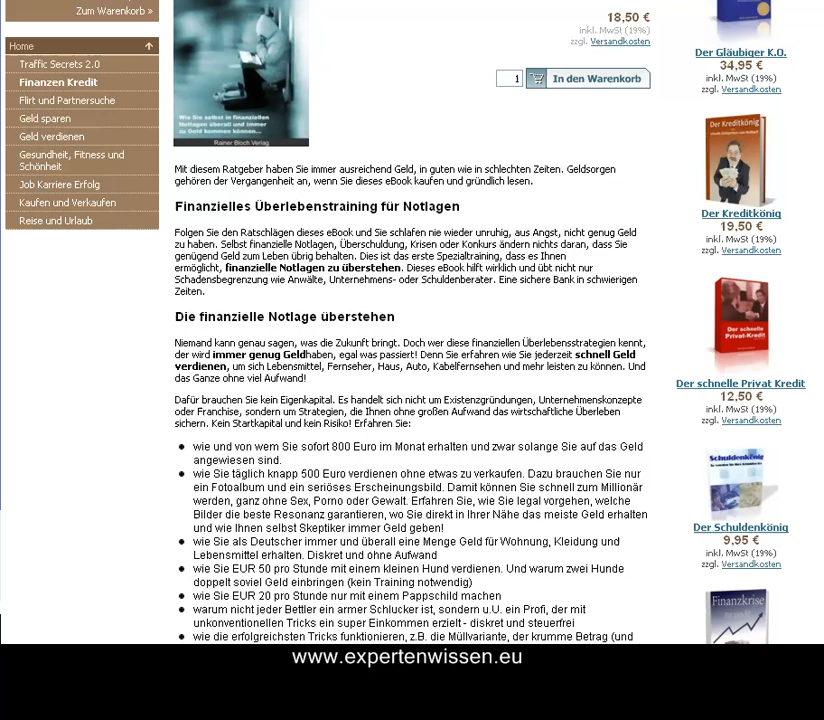 Zum Warenkorb »
Home
Traffic Secrets 2.0
Finanzen Kredit
Flirt und Partnersuche
Geld sparen
Geld verdienen
Gesundheit, Fitness und
Schönheit
Job Karriere Erfolg
Kaufen und Verkaufen
Reise und Urlaub
Wie Sie selbst in finanziellen
Notlagen überall und immer
zu Geld kommen können...
Rainer Bloch Verlag
18,50 €
inkl. MwSt (19%)
zzgl. Versandkosten
1
In den Warenkorb
Mit diesem Ratgeber haben Sie immer ausreichend Geld, in guten wie in schlechten Zeiten. Geldsorgen
gehören der Vergangenheit an, wenn Sie dieses eBook kaufen und gründlich lesen.
Finanzielles Überlebenstraining für Notlagen
Folgen Sie den Ratschlägen dieses eBook und Sie schlafen nie wieder unruhig, aus Angst, nicht genug Geld
zu haben. Selbst finanzielle Notlagen, Überschuldung, Krisen oder Konkurs ändern nichts daran, dass Sie
genügend Geld zum Leben übrig behalten. Dies ist das erste Spezialtraining, dass es Ihnen
ermöglicht, finanzielle Notlagen zu überstehen. Dieses eBook hilft wirklich und übt nicht nur
Schadensbegrenzung wie Anwälte, Unternehmens- oder Schuldenberater. Eine sichere Bank in schwierigen
Zeiten.
Die finanzielle Notlage überstehen
Niemand kann genau sagen, was die Zukunft bringt. Doch wer diese finanziellen Überlebensstrategien kennt,
der wird immer genug Geldhaben, egal was passiert! Denn Sie erfahren wie Sie jederzeit schnell Geld
verdienen, um sich Lebensmittel, Fernseher, Haus, Auto, Kabelfernsehen und mehr leisten zu können. Und
das Ganze ohne viel Aufwand!
Dafür brauchen Sie kein Eigenkapital. Es handelt sich nicht um Existenzgründungen, Unternehmenskonzepte
oder Franchise, sondern um Strategien, die Ihnen ohne großen Aufwand das wirtschaftliche Überleben
sichern. Kein Startkapital und kein Risiko! Erfahren Sie:
wie und von wem Sie sofort 800 Euro im Monat erhalten und zwar solange Sie auf das Geld
angewiesen sind.
wie Sie täglich knapp 500 Euro verdienen ohne etwas zu verkaufen. Dazu brauchen Sie nur
ein Fotoalbum und ein seriöses Erscheinungsbild. Damit können Sie schnell zum Millionär
werden, ganz ohne Sex, Porno oder Gewalt. Erfahren Sie, wie Sie legal vorgehen, welche
Bilder die beste Resonanz garantieren, wo Sie direkt in Ihrer Nähe das meiste Geld erhalten
und wie Ihnen selbst Skeptiker immer Geld geben!
wie Sie als Deutscher immer und überall eine Menge Geld für Wohnung, Kleidung und
Lebensmittel erhalten. Diskret und ohne Aufwand
wie Sie EUR 50 pro Stunde mit einem kleinen Hund verdienen. Und warum zwei Hunde
doppelt soviel Geld einbringen (kein Training notwendig)
wie Sie EUR 20 pro Stunde nur mit einem Pappschild machen
warum nicht jeder Bettler ein armer Schlucker ist, sondern u.U. ein Profi, der mit
unkonventionellen Tricks ein super Einkommen erzielt - diskret und steuerfrei
wie die erfolgreichsten Tricks funktionieren, z.B. die Müllvariante, der krumme Betrag (und
Der Gläubiger K.O.
34,95 €
inkl. MwSt (19%)
zzgl. Versandkosten
Der Kreditkönig
Der Kreditkönig
19,50 €
inkl. MwSt (19%)
zzgl. Versandkosten
Der schnelle
Privat-Kredit
Der schnelle Privat Kredit
12,50 €
inkl. MwSt (19%)
zzgl. Versandkosten
Schuldenkönig
Der Schuldenkönig
9,95 €
inkl. MwSt (19%)
zzgl. Versandkosten
Finanzkrise
www.expertenwissen.eu